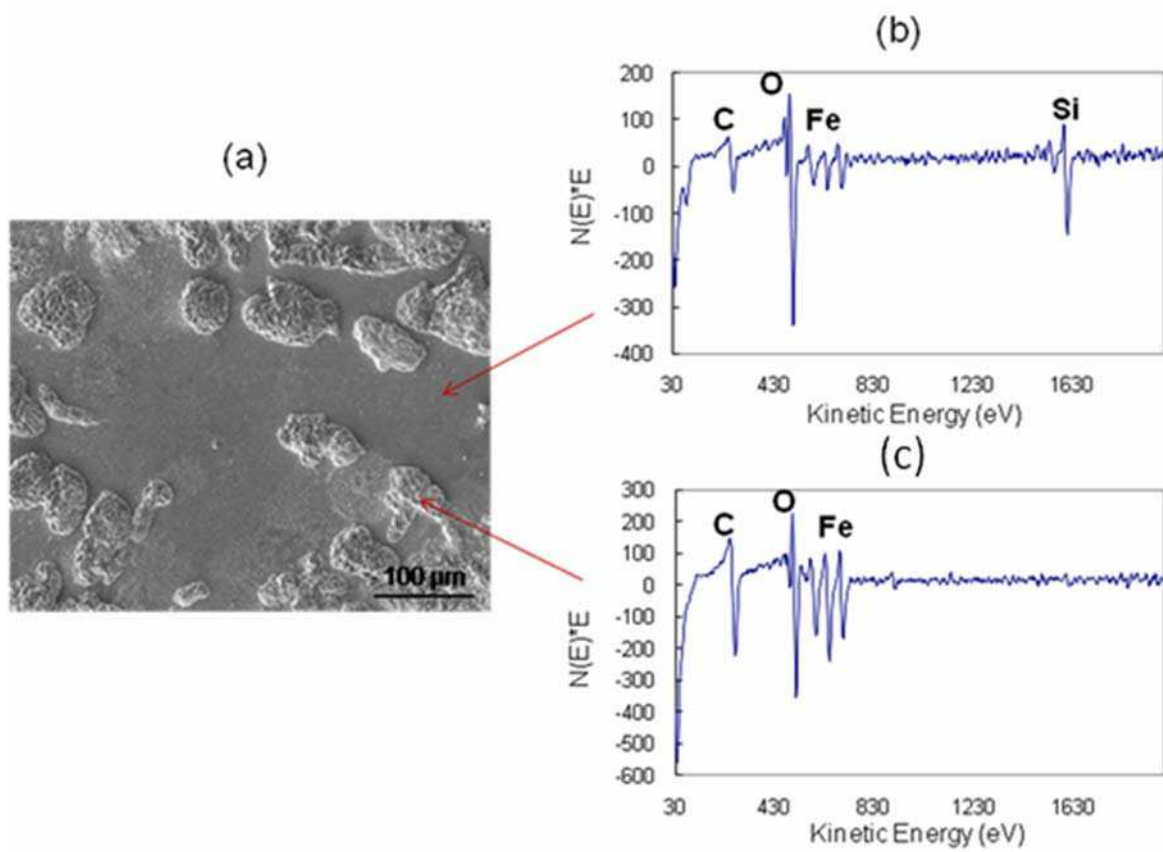 (a)
100 µm
(b)
N(E)*E
200
100
0
-100
-200
-300
-400
C
O
Fe
Si
30 430 830 1230 1630
Kinetic Energy (eV)
(c)
N(E)*E
300
200
100
0
-100
-200
-300
-400
-500
-600
C
O
Fe
30 430 830 1230 1630
Kinetic Energy (eV)